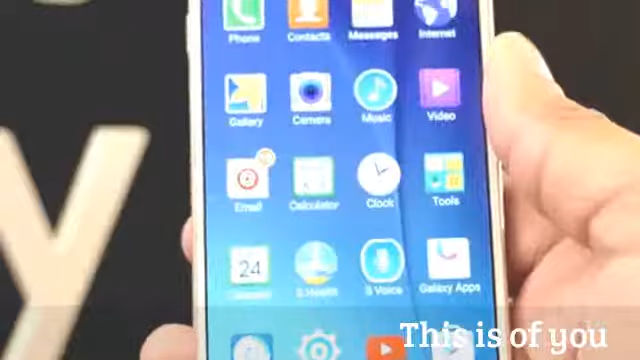 Phone Contacts Messages Internet
Gallery Camera Music Video
Email Calculator Clock Tools
24
S Health S Voice Galaxy Apps
This is of you
y